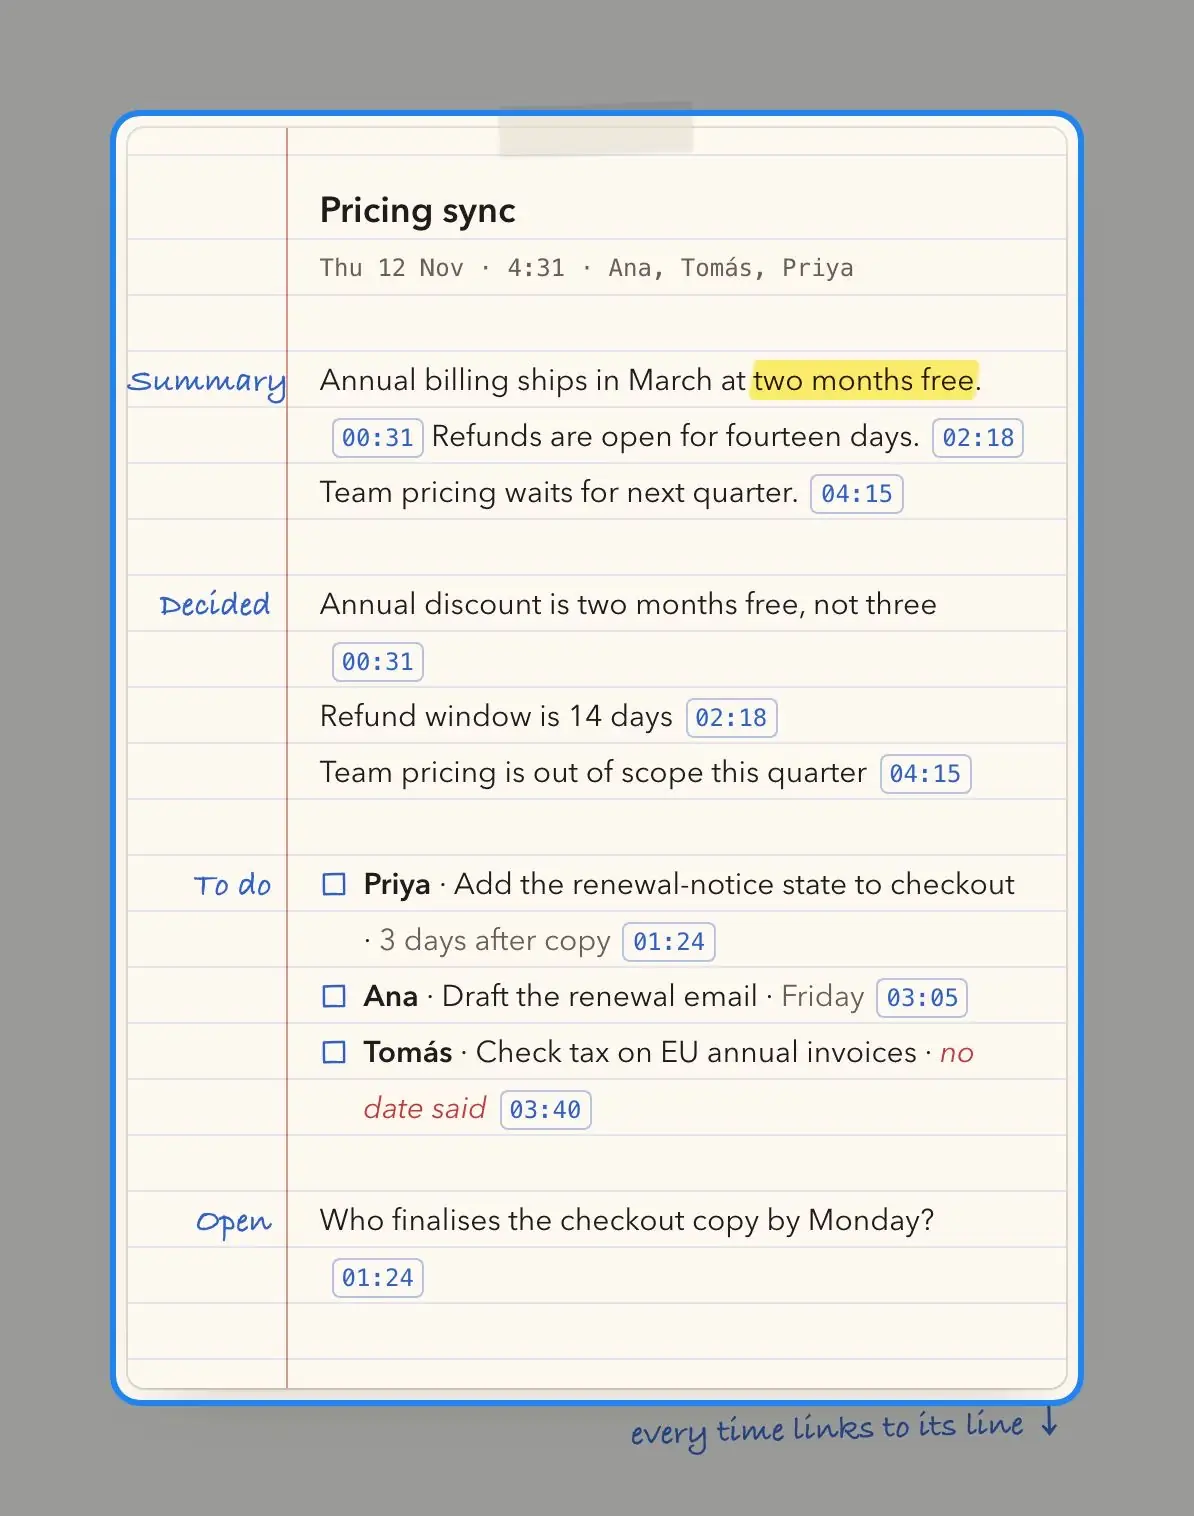 Pricing sync
Thu 12 Nov · 4:31 · Ana, Tomás, Priya
Summary
Annual billing ships in March at two months free.
00:31 Refunds are open for fourteen days. 02:18
Team pricing waits for next quarter. 04:15
Decided
Annual discount is two months free, not three
00:31
Refund window is 14 days 02:18
Team pricing is out of scope this quarter 04:15
To do
Priya · Add the renewal-notice state to checkout
· 3 days after copy 01:24
Ana · Draft the renewal email · Friday 03:05
Tomás · Check tax on EU annual invoices · no
date said 03:40
Open
Who finalises the checkout copy by Monday?
01:24
every time links to its line ↓